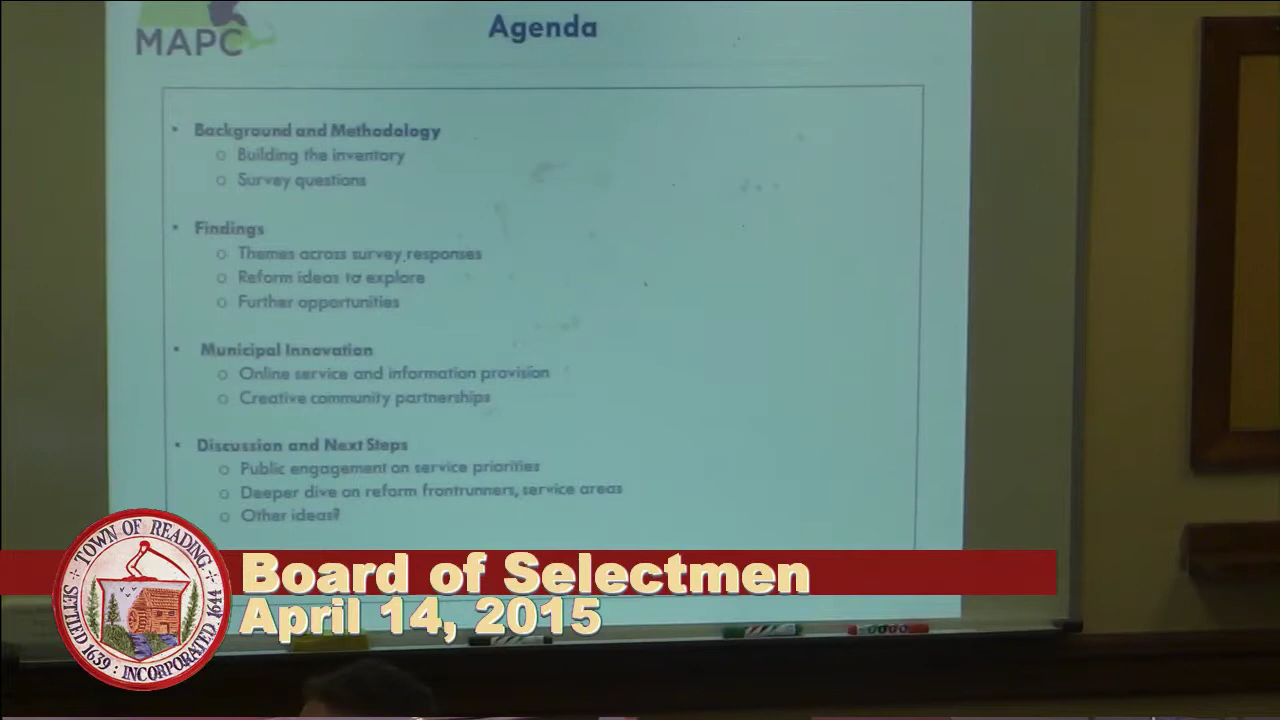 MAPC
Agenda
• Background and Methodology
o Building the inventory
o Survey questions
• Findings
o Themes across survey responses
o Reform ideas to explore
o Further opportunities
• Municipal Innovation
o Online service and information provision
o Creative community partnerships
• Discussion and Next Steps
o Public engagement on service priorities
o Deeper dive on reform frontrunners, service areas
o Other ideas?
TOWN OF READING
SETTLED 1639 : INCORPORATED 1644
Board of Selectmen
April 14, 2015